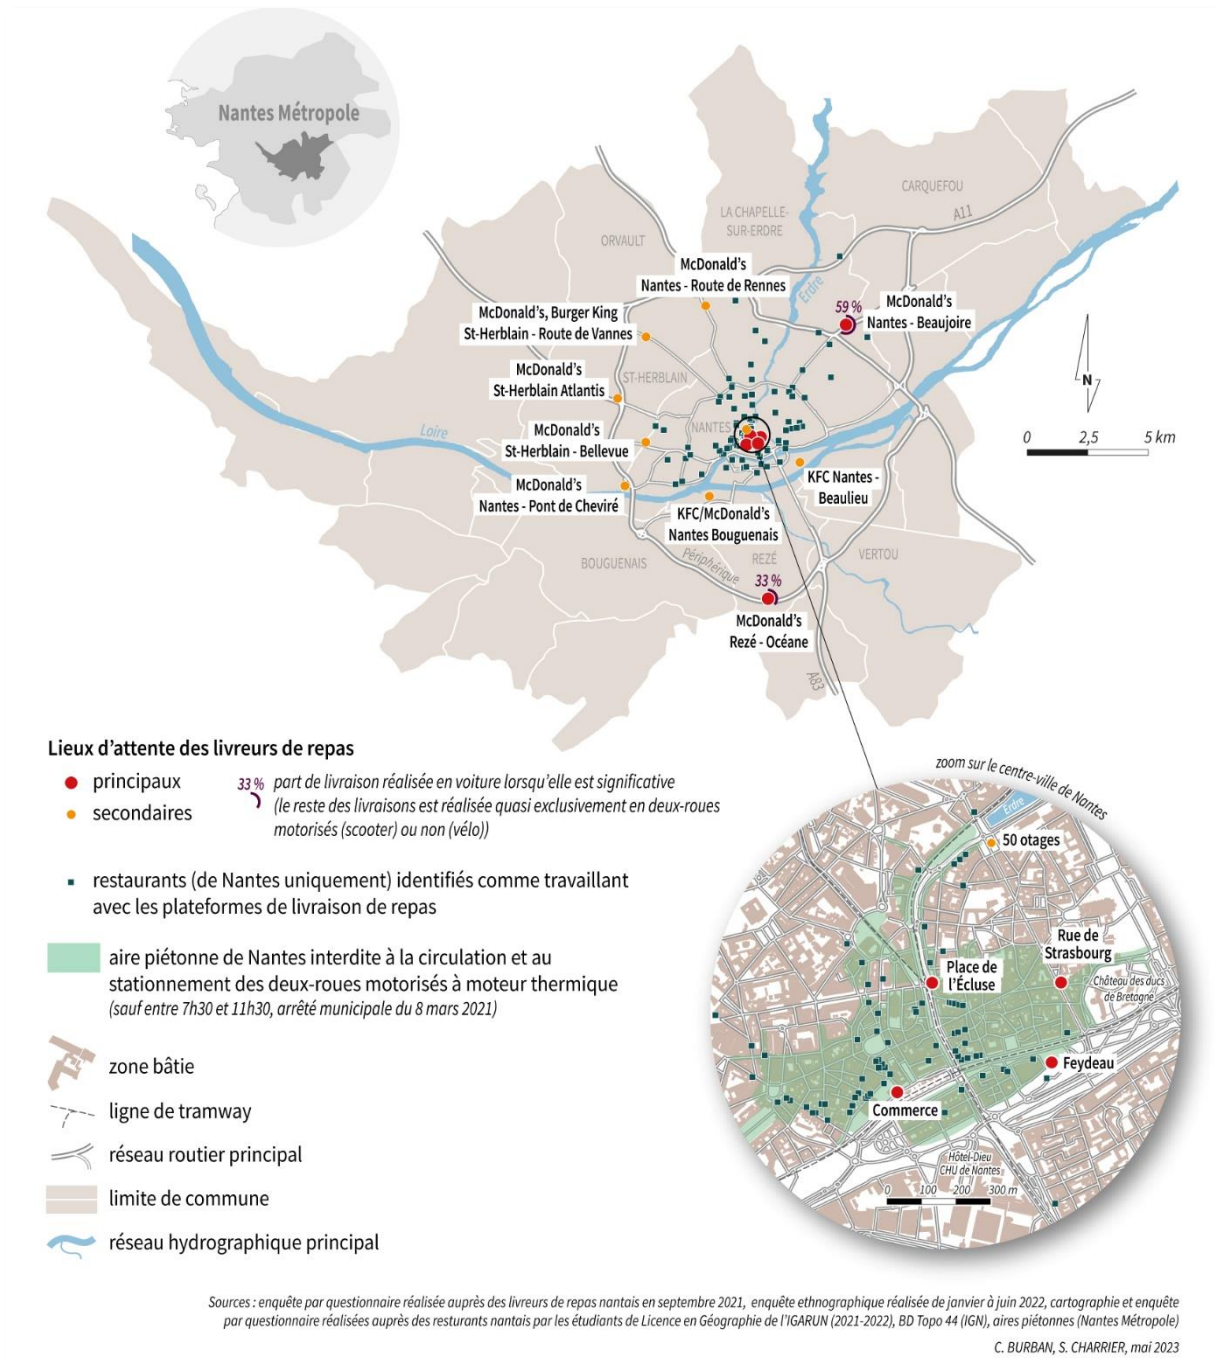 Nantes Métropole
CARQUEFOU
A11
LA CHAPELLE-
SUR-ERDRE
ORVAULT
McDonald's
Nantes - Route de Rennes
Erdre
59 %
McDonald's
Nantes - Beaujoire
McDonald's, Burger King
St-Herblain - Route de Vannes
McDonald's
St-Herblain Atlantis
ST-HERBLAIN
N
NANTES
Loire
McDonald's
St-Herblain - Bellevue
0 2,5 5 km
McDonald's
Nantes - Pont de Cheviré
KFC Nantes -
Beaulieu
KFC/McDonald's
Nantes Bouguenais
BOUGUENAIS
Périphérique
REZÉ
VERTOU
33 %
McDonald's
Rezé - Océane
A83
Lieux d'attente des livreurs de repas
principaux
secondaires
33 % part de livraison réalisée en voiture lorsqu'elle est significative
(le reste des livraisons est réalisée quasi exclusivement en deux-roues
motorisés (scooter) ou non (vélo))
restaurants (de Nantes uniquement) identifiés comme travaillant
avec les plateformes de livraison de repas
aire piétonne de Nantes interdite à la circulation et au
stationnement des deux-roues motorisés à moteur thermique
(sauf entre 7h30 et 11h30, arrêté municipale du 8 mars 2021)
zone bâtie
ligne de tramway
réseau routier principal
limite de commune
réseau hydrographique principal
zoom sur le centre-ville de Nantes
Erdre
50 otages
Rue de
Strasbourg
Place de
l'Écluse
Château des ducs
de Bretagne
Feydeau
Commerce
Hôtel-Dieu
CHU de Nantes
0 100 200 300 m
Sources : enquête par questionnaire réalisée auprès des livreurs de repas nantais en septembre 2021, enquête ethnographique réalisée de janvier à juin 2022, cartographie et enquête
par questionnaire réalisées auprès des resturants nantais par les étudiants de Licence en Géographie de l'IGARUN (2021-2022), BD Topo 44 (IGN), aires piétonnes (Nantes Métropole)
C. BURBAN, S. CHARRIER, mai 2023